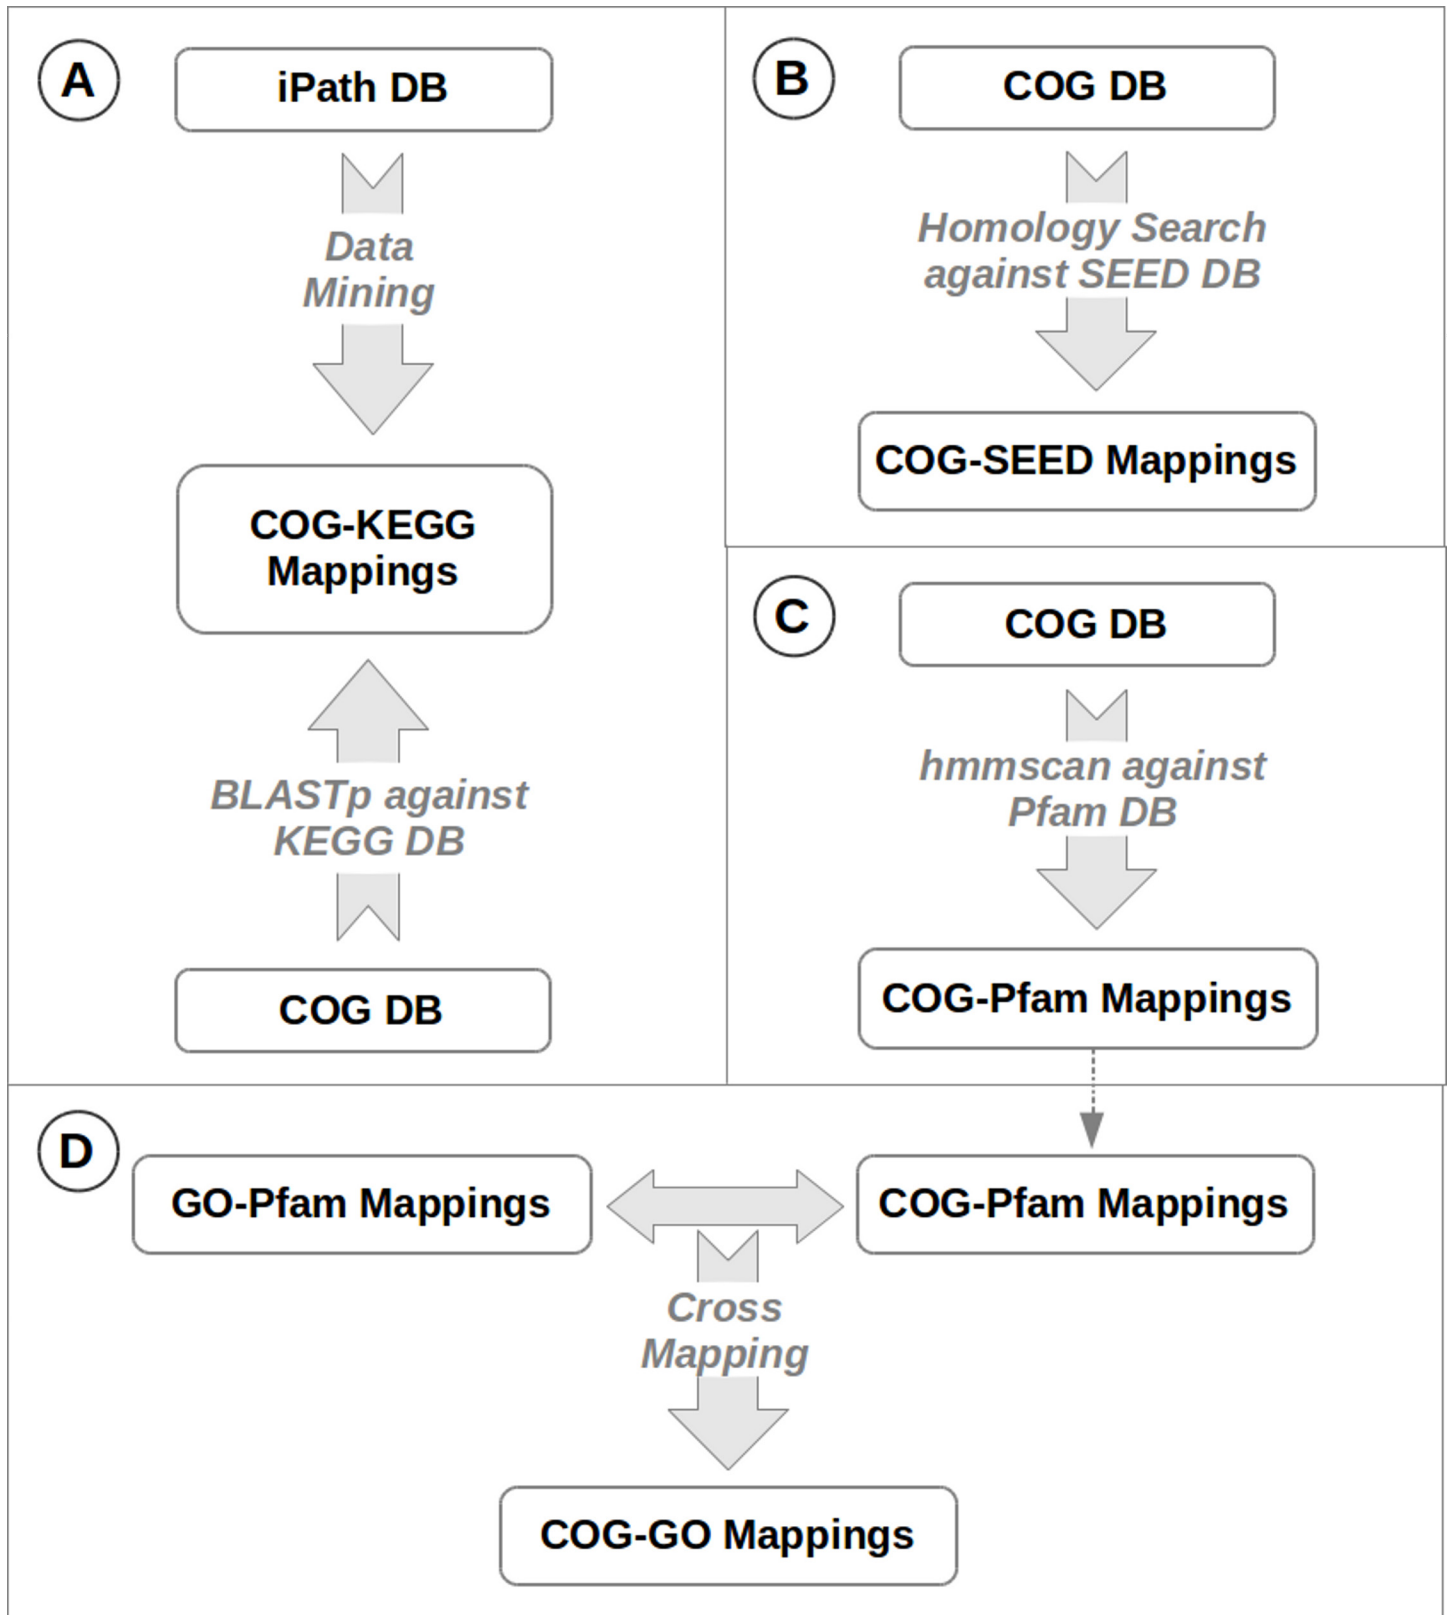 A
iPath DB
Data
Mining
COG-KEGG
Mappings
BLASTp against
KEGG DB
COG DB
B
COG DB
Homology Search
against SEED DB
COG-SEED Mappings
C
COG DB
hmmscan against
Pfam DB
COG-Pfam Mappings
D
GO-Pfam Mappings
COG-Pfam Mappings
Cross
Mapping
COG-GO Mappings